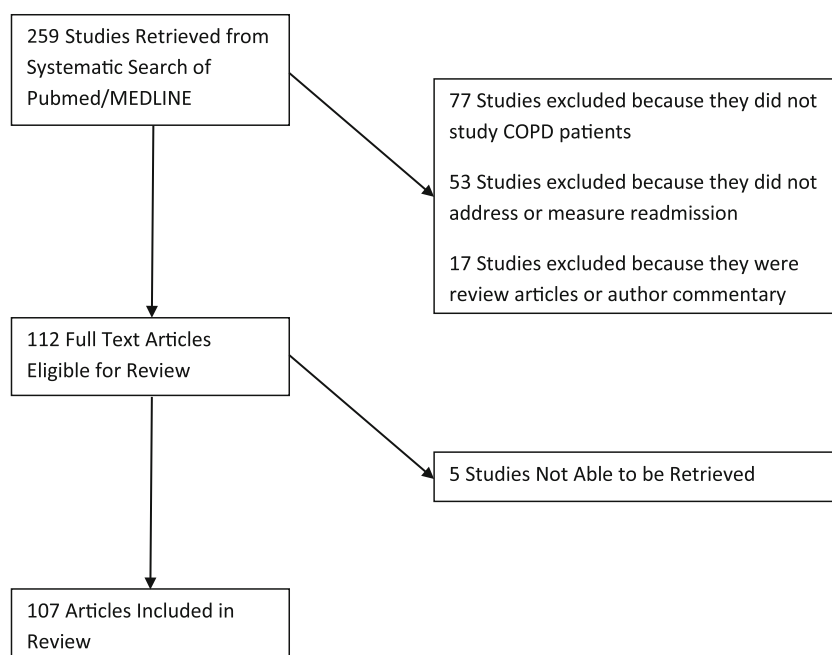 259 Studies Retrieved from
Systematic Search of
Pubmed/MEDLINE
77 Studies excluded because they did not
study COPD patients
53 Studies excluded because they did not
address or measure readmission
17 Studies excluded because they were
review articles or author commentary
112 Full Text Articles
Eligible for Review
5 Studies Not Able to be Retrieved
107 Articles Included in
Review